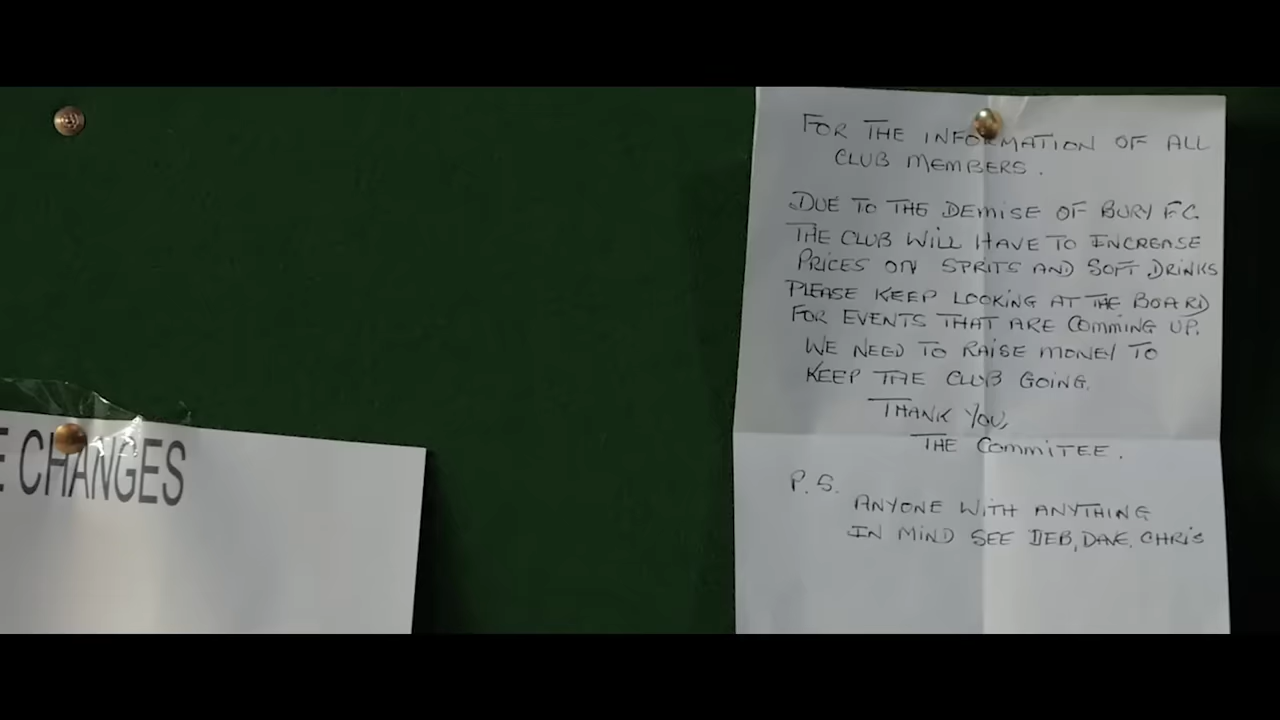 E CHANGES
FOR THE INFORMATION OF ALL
CLUB MEMBERS.
DUE TO THE DEMISE OF BURY F.C.
THE CLUB WILL HAVE TO INCREASE
PRICES ON SPRITS AND SOFT DRINKS
PLEASE KEEP LOOKING AT THE BOARD
FOR EVENTS THAT ARE COMMING UP.
WE NEED TO RAISE MONEY TO
KEEP THE CLUB GOING.
THANK YOU,
THE COMMITEE.
P.S.
ANYONE WITH ANYTHING
IN MIND SEE DEB, DAVE. CHRIS